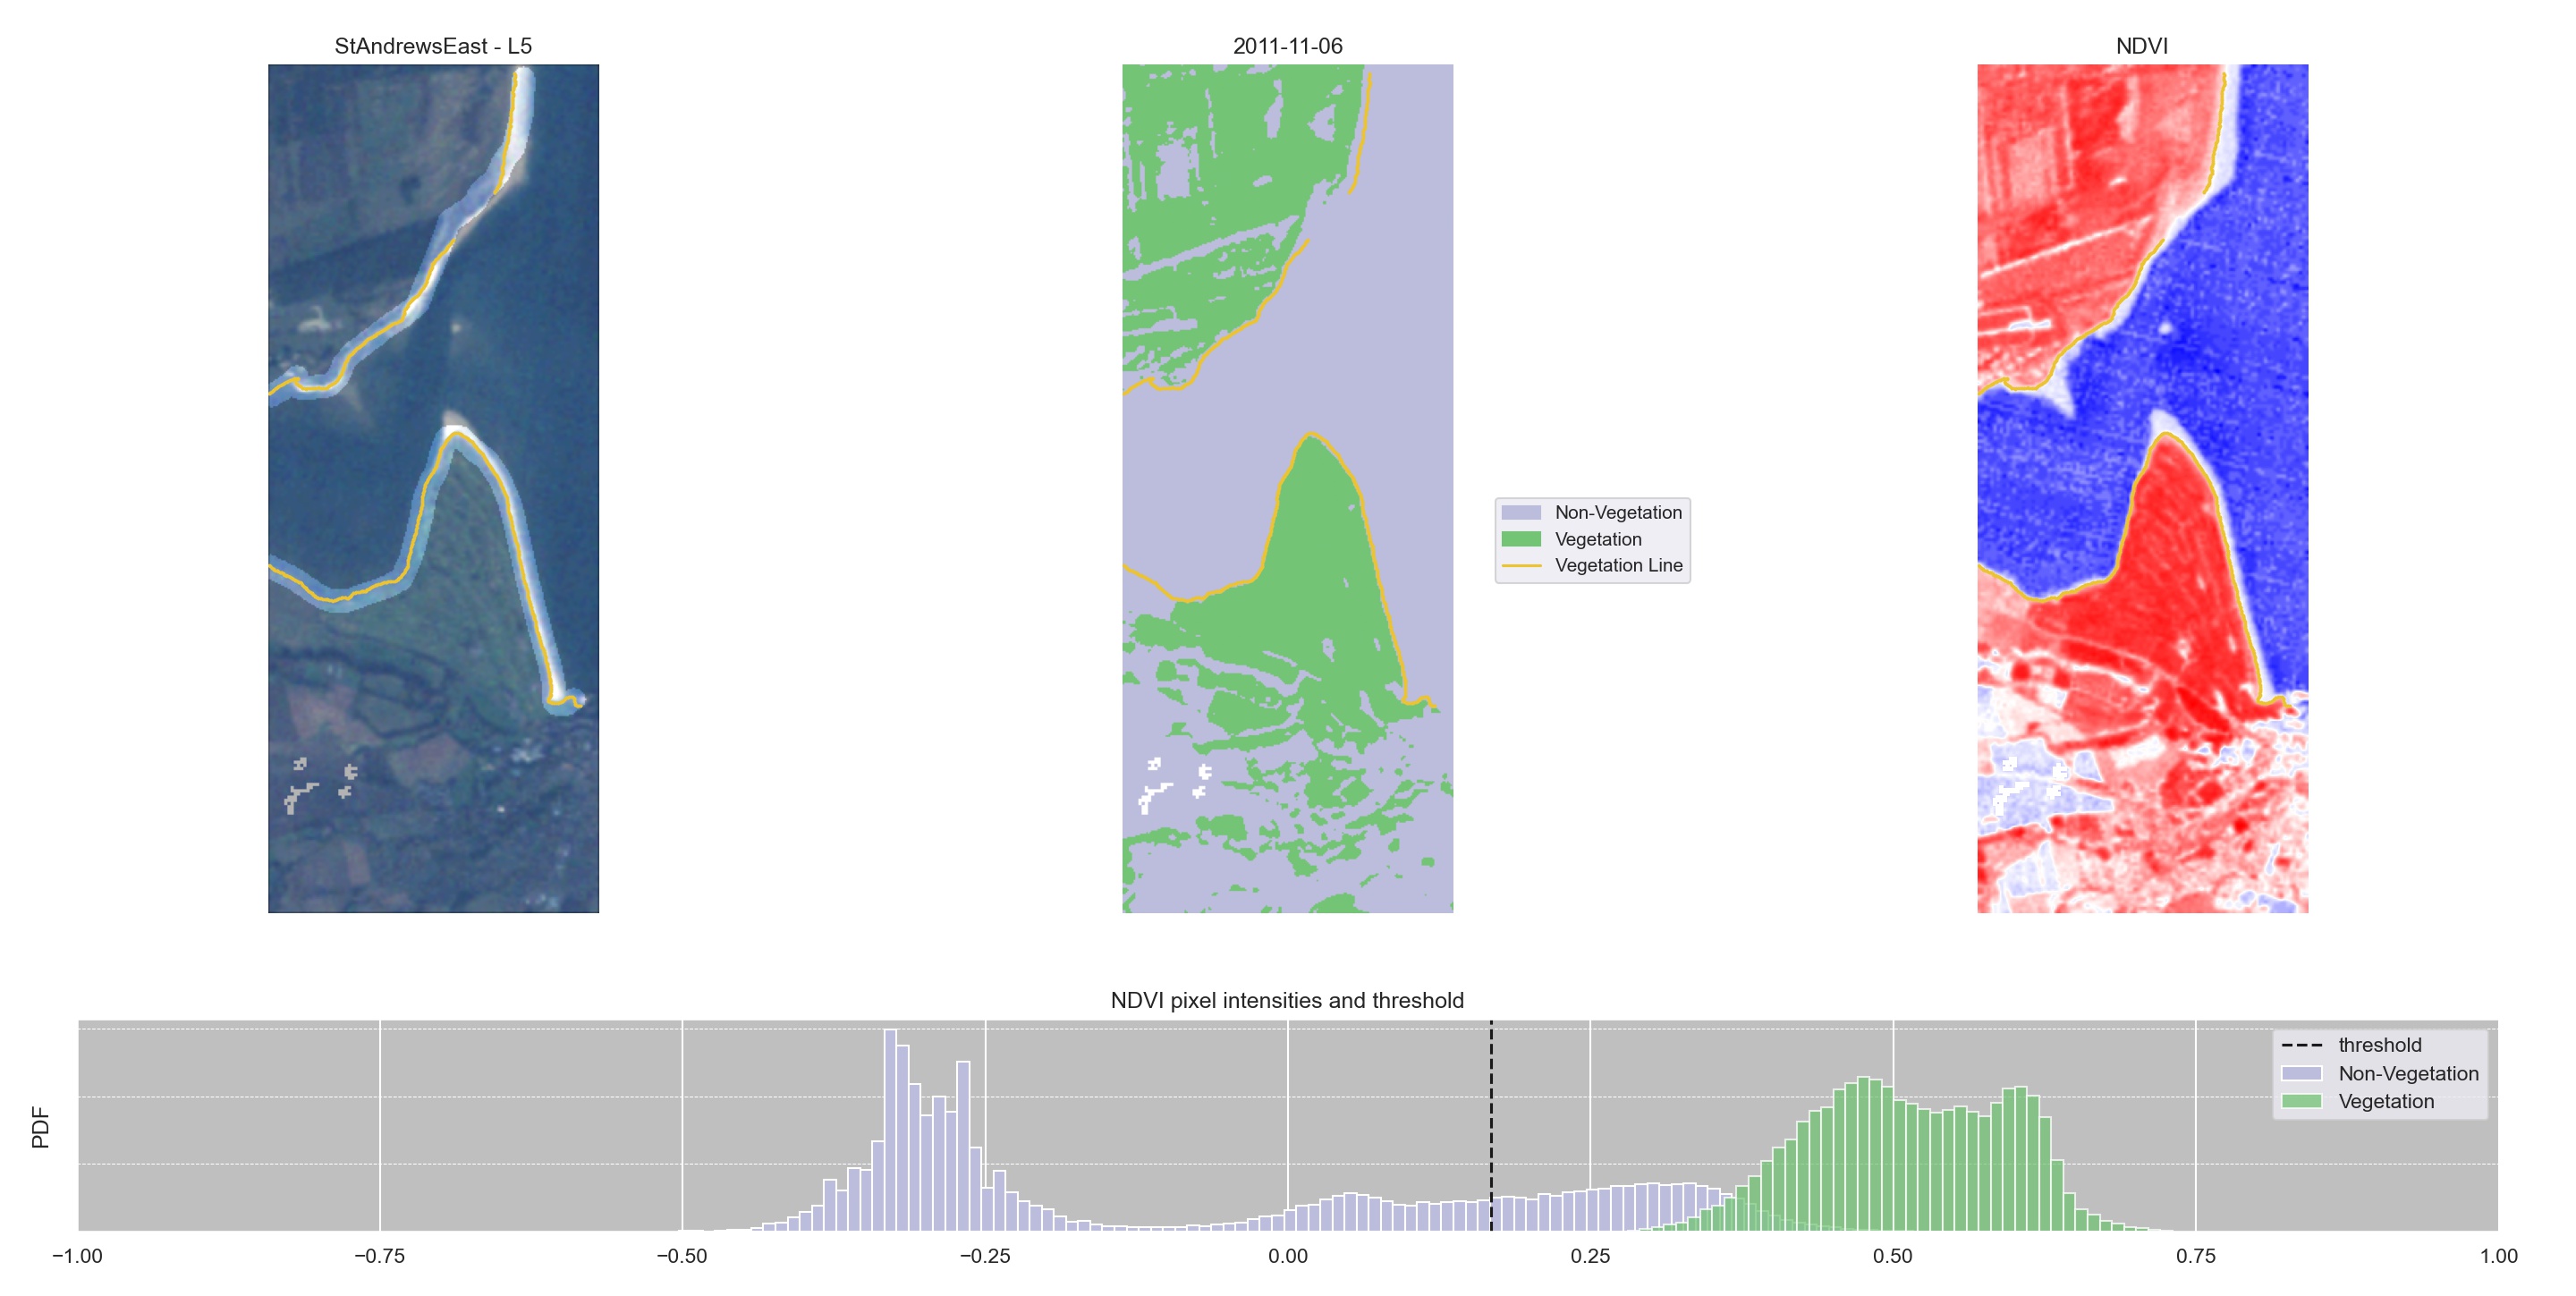 StAndrewsEast - L5
2011-11-06
NDVI
Non-Vegetation
Vegetation
Vegetation Line
NDVI pixel intensities and threshold
PDF
threshold
Non-Vegetation
Vegetation
−1.00
−0.75
−0.50
−0.25
0.00
0.25
0.50
0.75
1.00